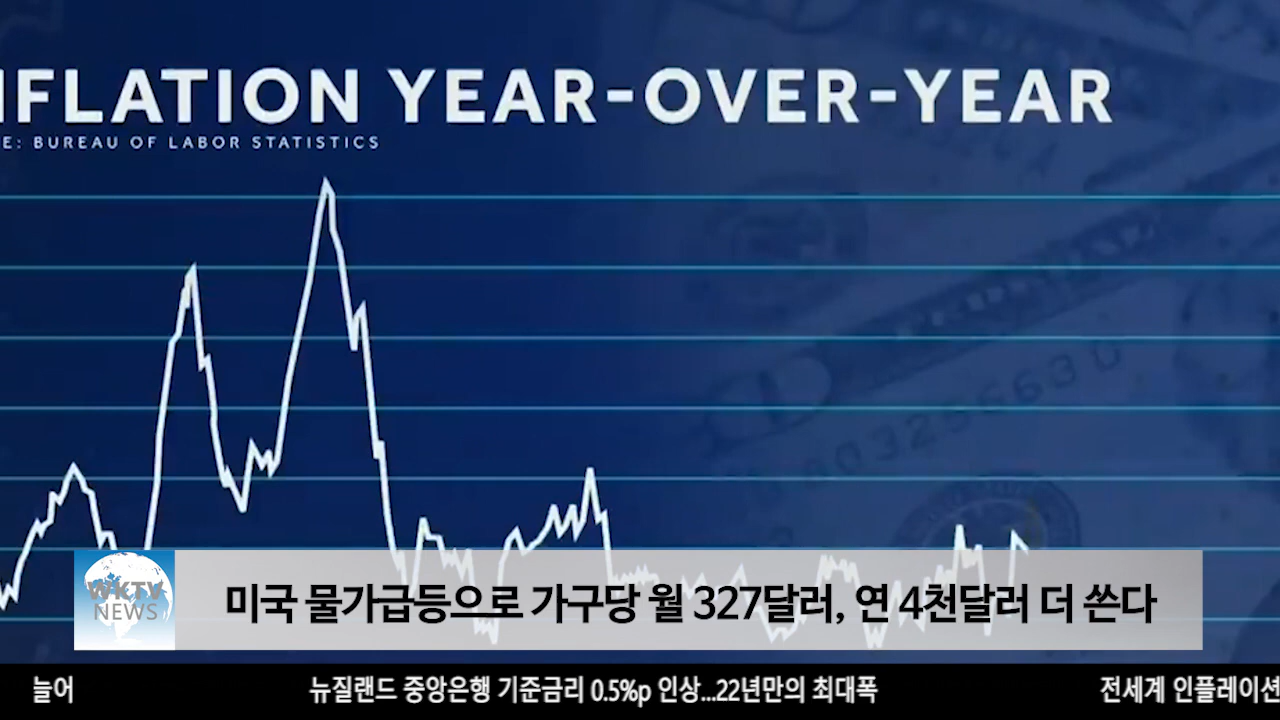 NFLATION YEAR-OVER-YEAR
E: BUREAU OF LABOR STATISTICS
WKTV
NEWS
미국 물가급등으로 가구당 월 327달러, 연 4천달러 더 쓴다
늘어 뉴질랜드 중앙은행 기준금리 0.5%p 인상...22년만의 최대폭 전세계 인플레이션